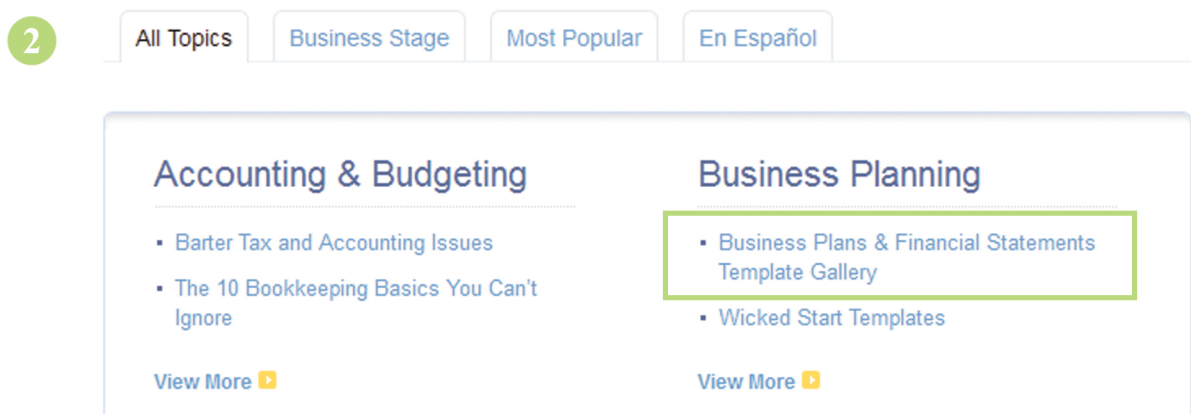 2
All Topics
Business Stage
Most Popular
En Español
Accounting & Budgeting
Barter Tax and Accounting Issues
The 10 Bookkeeping Basics You Can't
Ignore
View More
Business Planning
Business Plans & Financial Statements
Template Gallery
Wicked Start Templates
View More